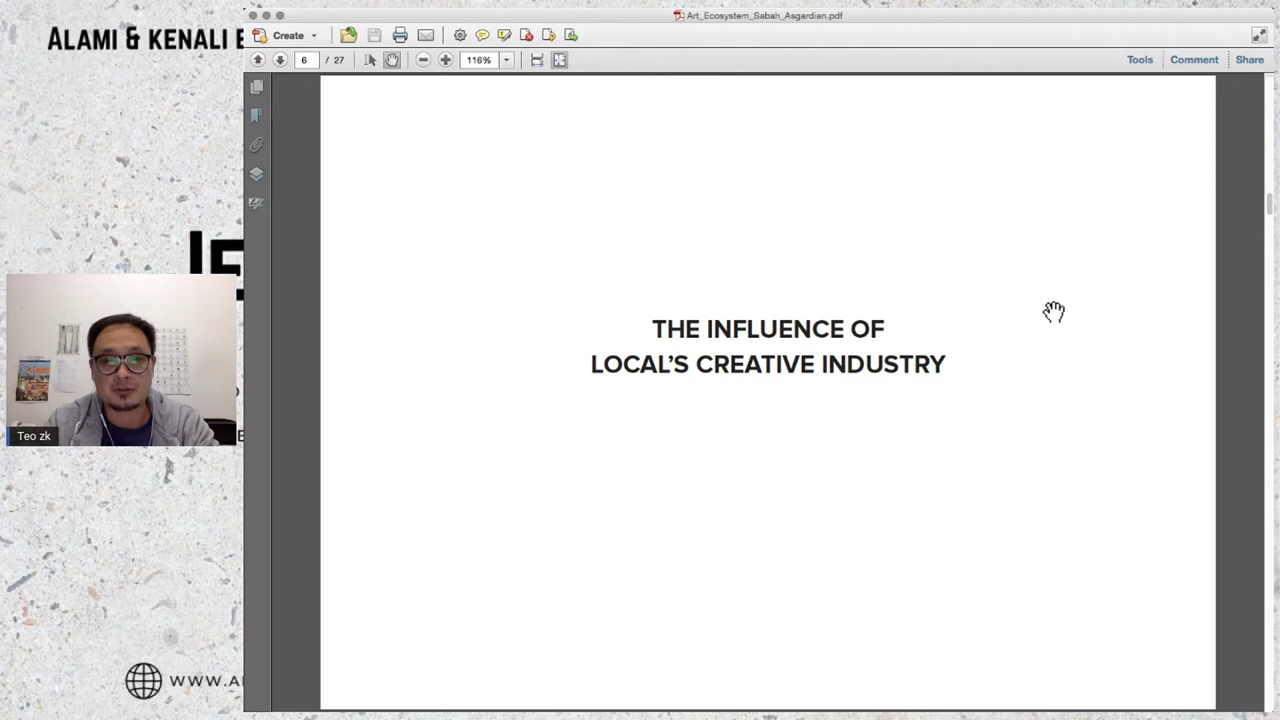 ALAMI & KENALI
Art_Ecosystem_Sabah_Asgardian.pdf
Create
6 / 27
116%
Tools
Comment
Share
THE INFLUENCE OF
LOCAL’S CREATIVE INDUSTRY
Teo zk
WWW.A